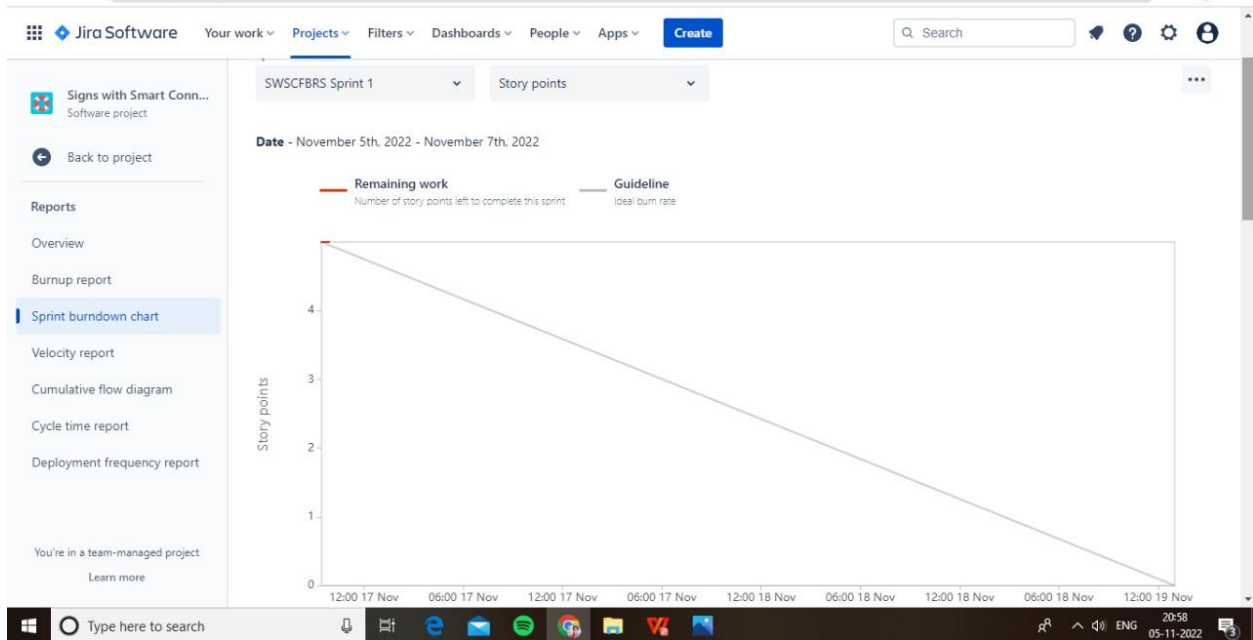 Jira Software Your work Projects Filters Dashboards People Apps Create Search
Signs with Smart Conn...
Software project
Back to project
Reports
Overview
Burnup report
Sprint burndown chart
Velocity report
Cumulative flow diagram
Cycle time report
Deployment frequency report
You're in a team-managed project
Learn more
SWSCFBRS Sprint 1 Story points
Date - November 5th, 2022 - November 7th, 2022
Remaining work
Number of story points left to complete this sprint
Guideline
Ideal burn rate
Story points
4
3
2
1
0
12:00 17 Nov 06:00 17 Nov 12:00 17 Nov 06:00 17 Nov 12:00 18 Nov 06:00 18 Nov 12:00 18 Nov 06:00 18 Nov 12:00 19 Nov
Type here to search ENG 20:58
05-11-2022
3